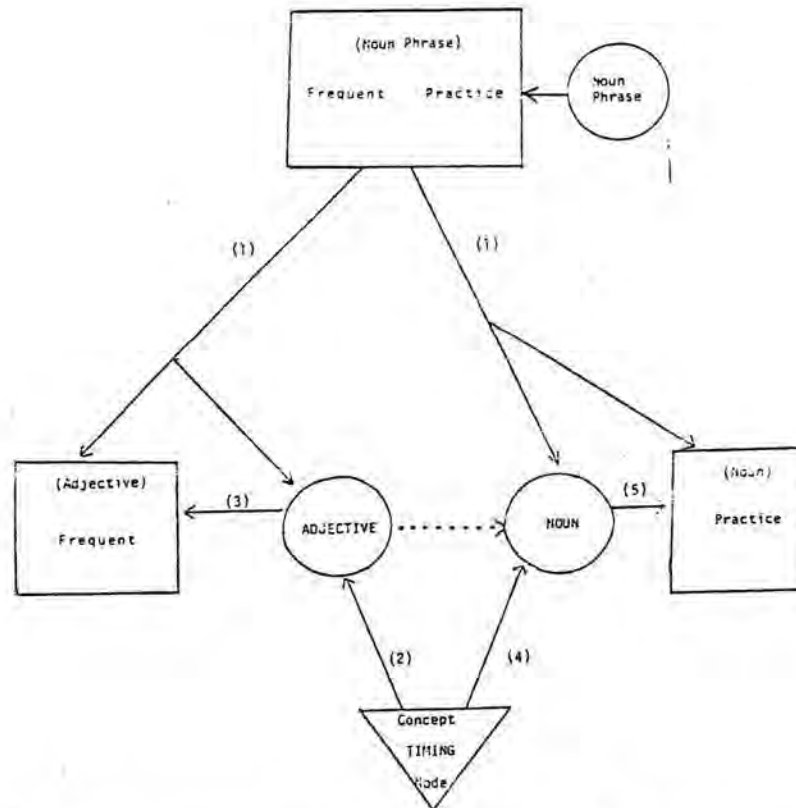 (Noun Phrase)
Frequent Practice
Noun
Phrase
(1)
(1)
(Adjective)
Frequent
(3)
ADJECTIVE
NOUN
(5)
(Noun)
Practice
(2)
(4)
Concept
TIMING
Node